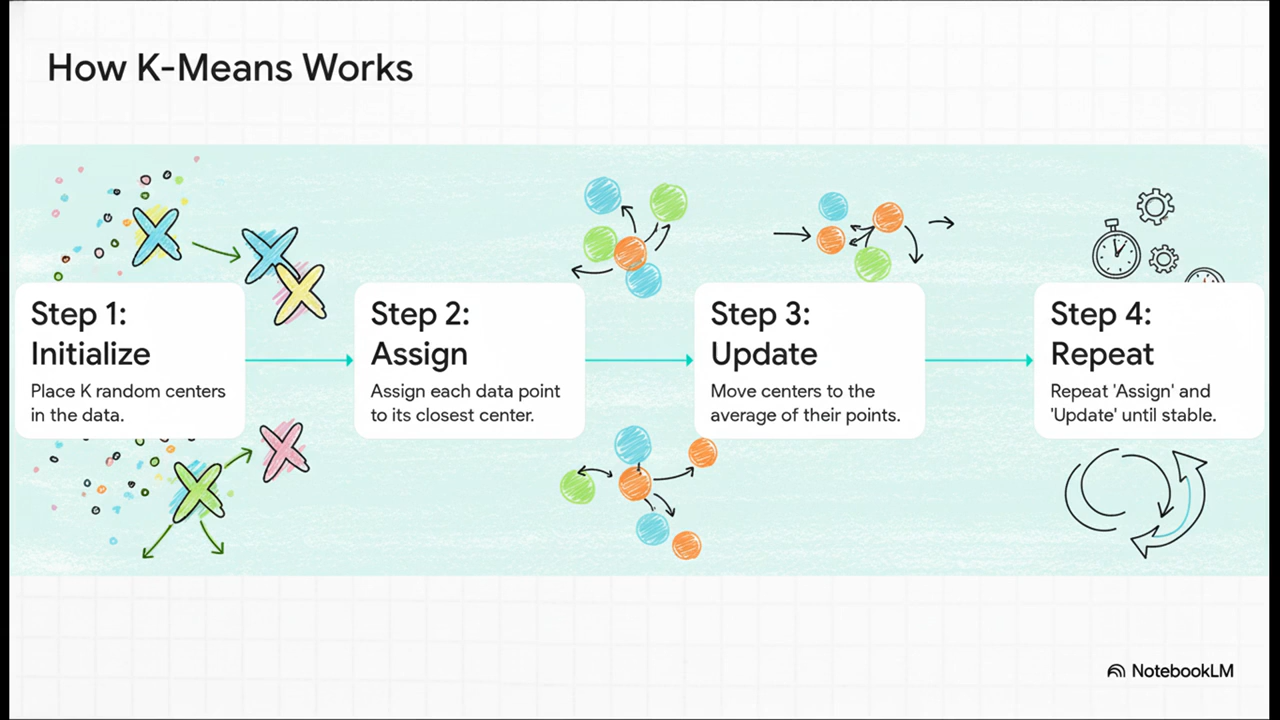 How K-Means Works
Step 1:
Initialize
Place K random centers
in the data.
Step 2:
Assign
Assign each data point
to its closest center.
Step 3:
Update
Move centers to the
average of their points.
Step 4:
Repeat
Repeat 'Assign' and
'Update' until stable.
NotebookLM